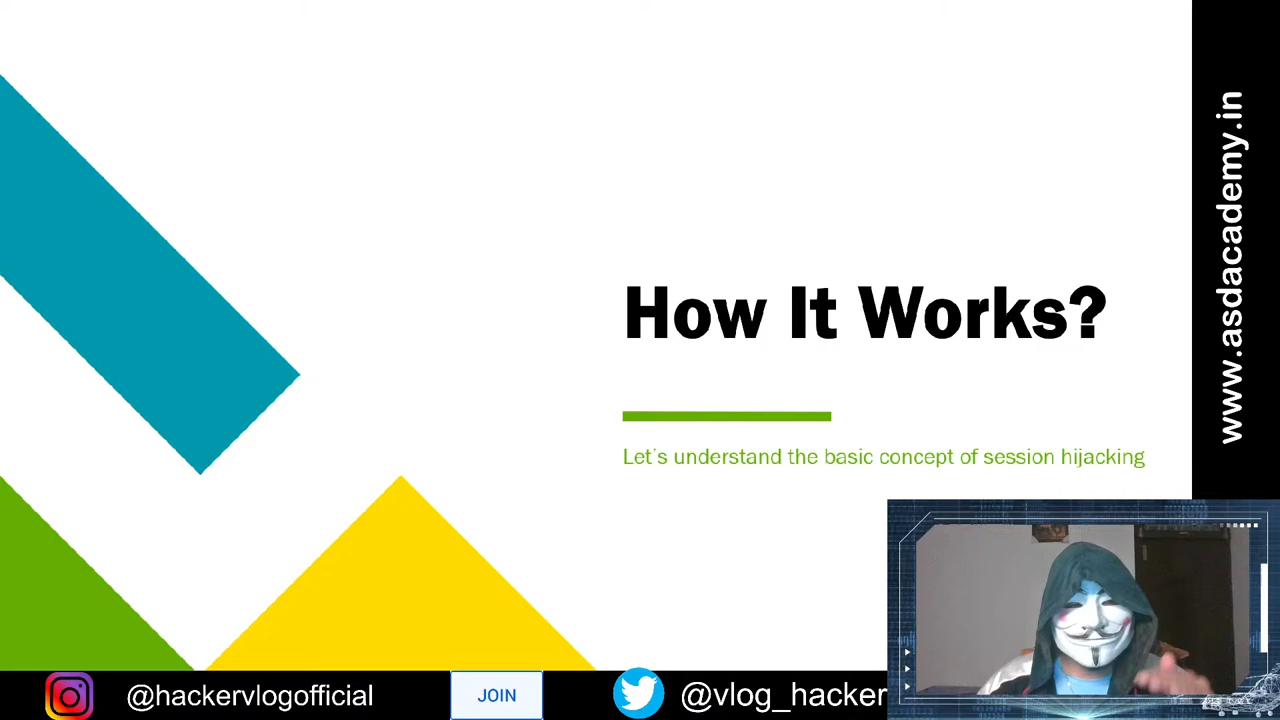 How It Works?
Let's understand the basic concept of session hijacking
www.asdacademy.in
@hackervlogofficial
JOIN
@vlog_hacker